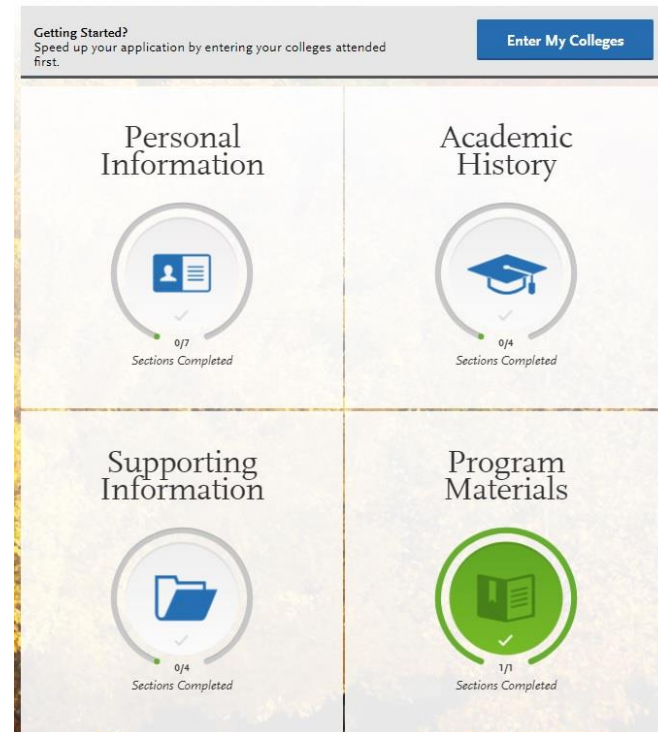 Getting Started?
Speed up your application by entering your colleges attended
first.
Enter My Colleges
Personal
Information
0/7
Sections Completed
Academic
History
0/4
Sections Completed
Supporting
Information
0/4
Sections Completed
Program
Materials
1/1
Sections Completed